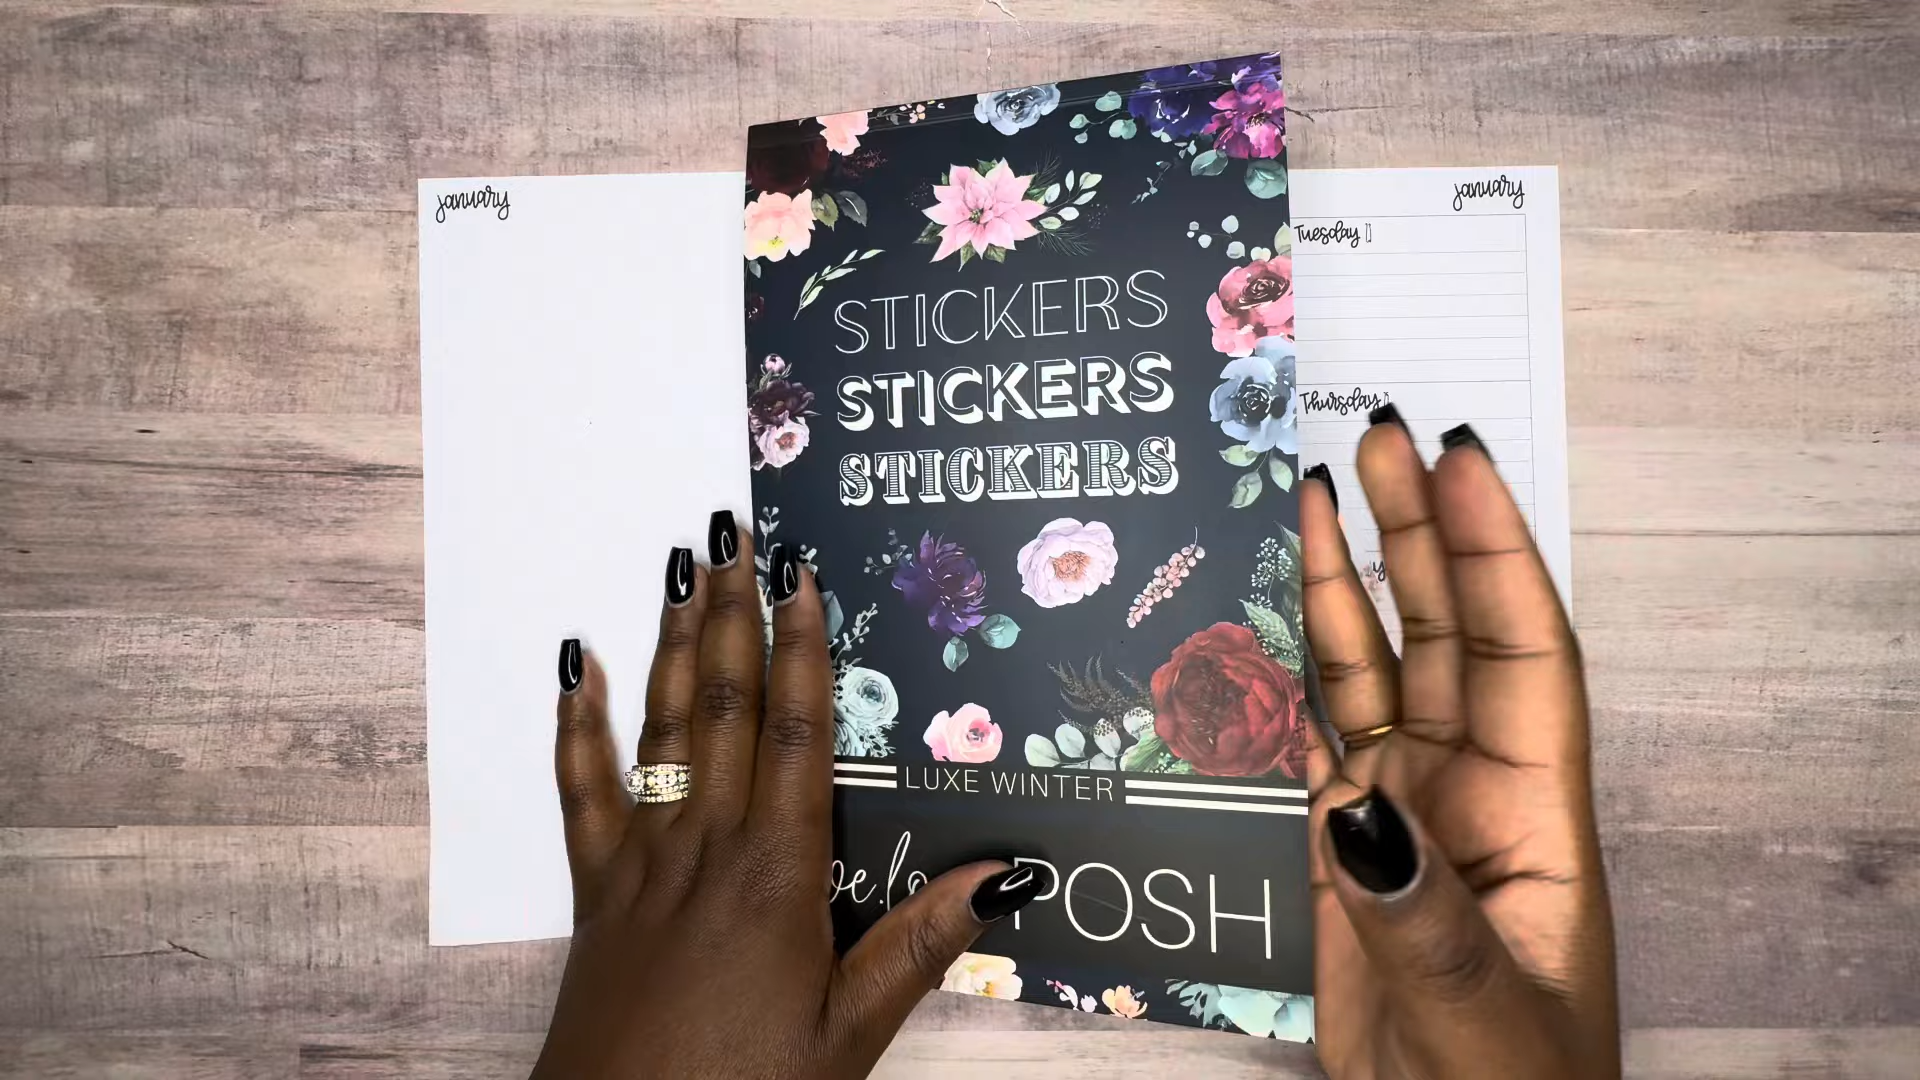 january
january
Tuesday
Thursday
STICKERS
STICKERS
STICKERS
LUXE WINTER
POSH